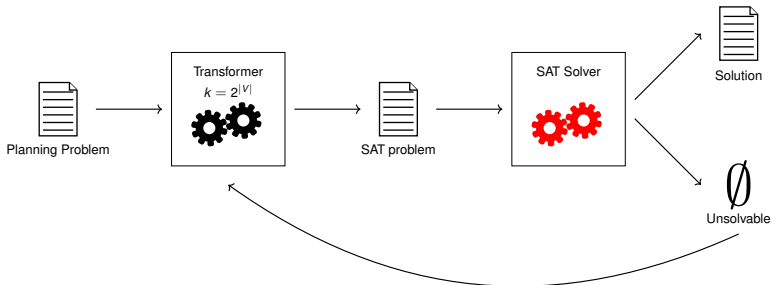 Transformer
k = 2^{|V|}
Planning Problem
SAT problem
SAT Solver
Solution
∅
Unsolvable